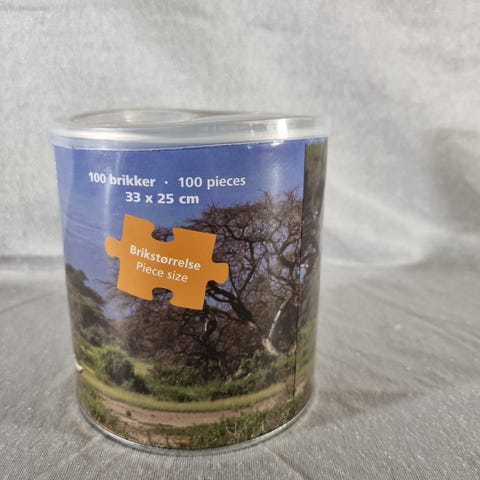 100 brikker · 100 pieces
33 x 25 cm
Brikstørrelse
Piece size